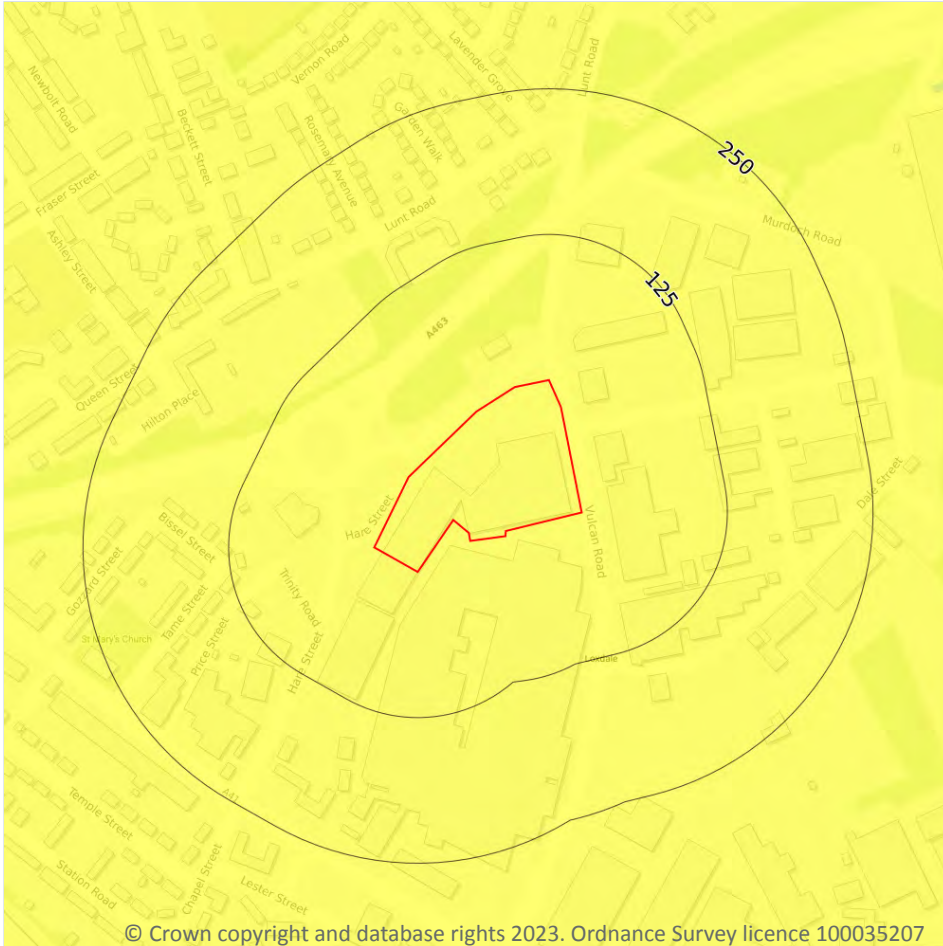 Lavender Grove
Lunt Road
Vernon Road
Newbolt Road
Beckett Street
Garden Walk
Rosemary Avenue
250
Fraser Street
Lunt Road
Murdoch Road
Ashley Street
125
A463
Queen Street
Hilton Place
Dale Street
Hare Street
Bissel Street
Vulcan Road
Gozzard Street
Trinity Road
Tame Street
St Mary's Church
Price Street
Hare Street
Loxdale
A41
Temple Street
Station Road
Chapel Street
Lester Street
© Crown copyright and database rights 2023. Ordnance Survey licence 100035207